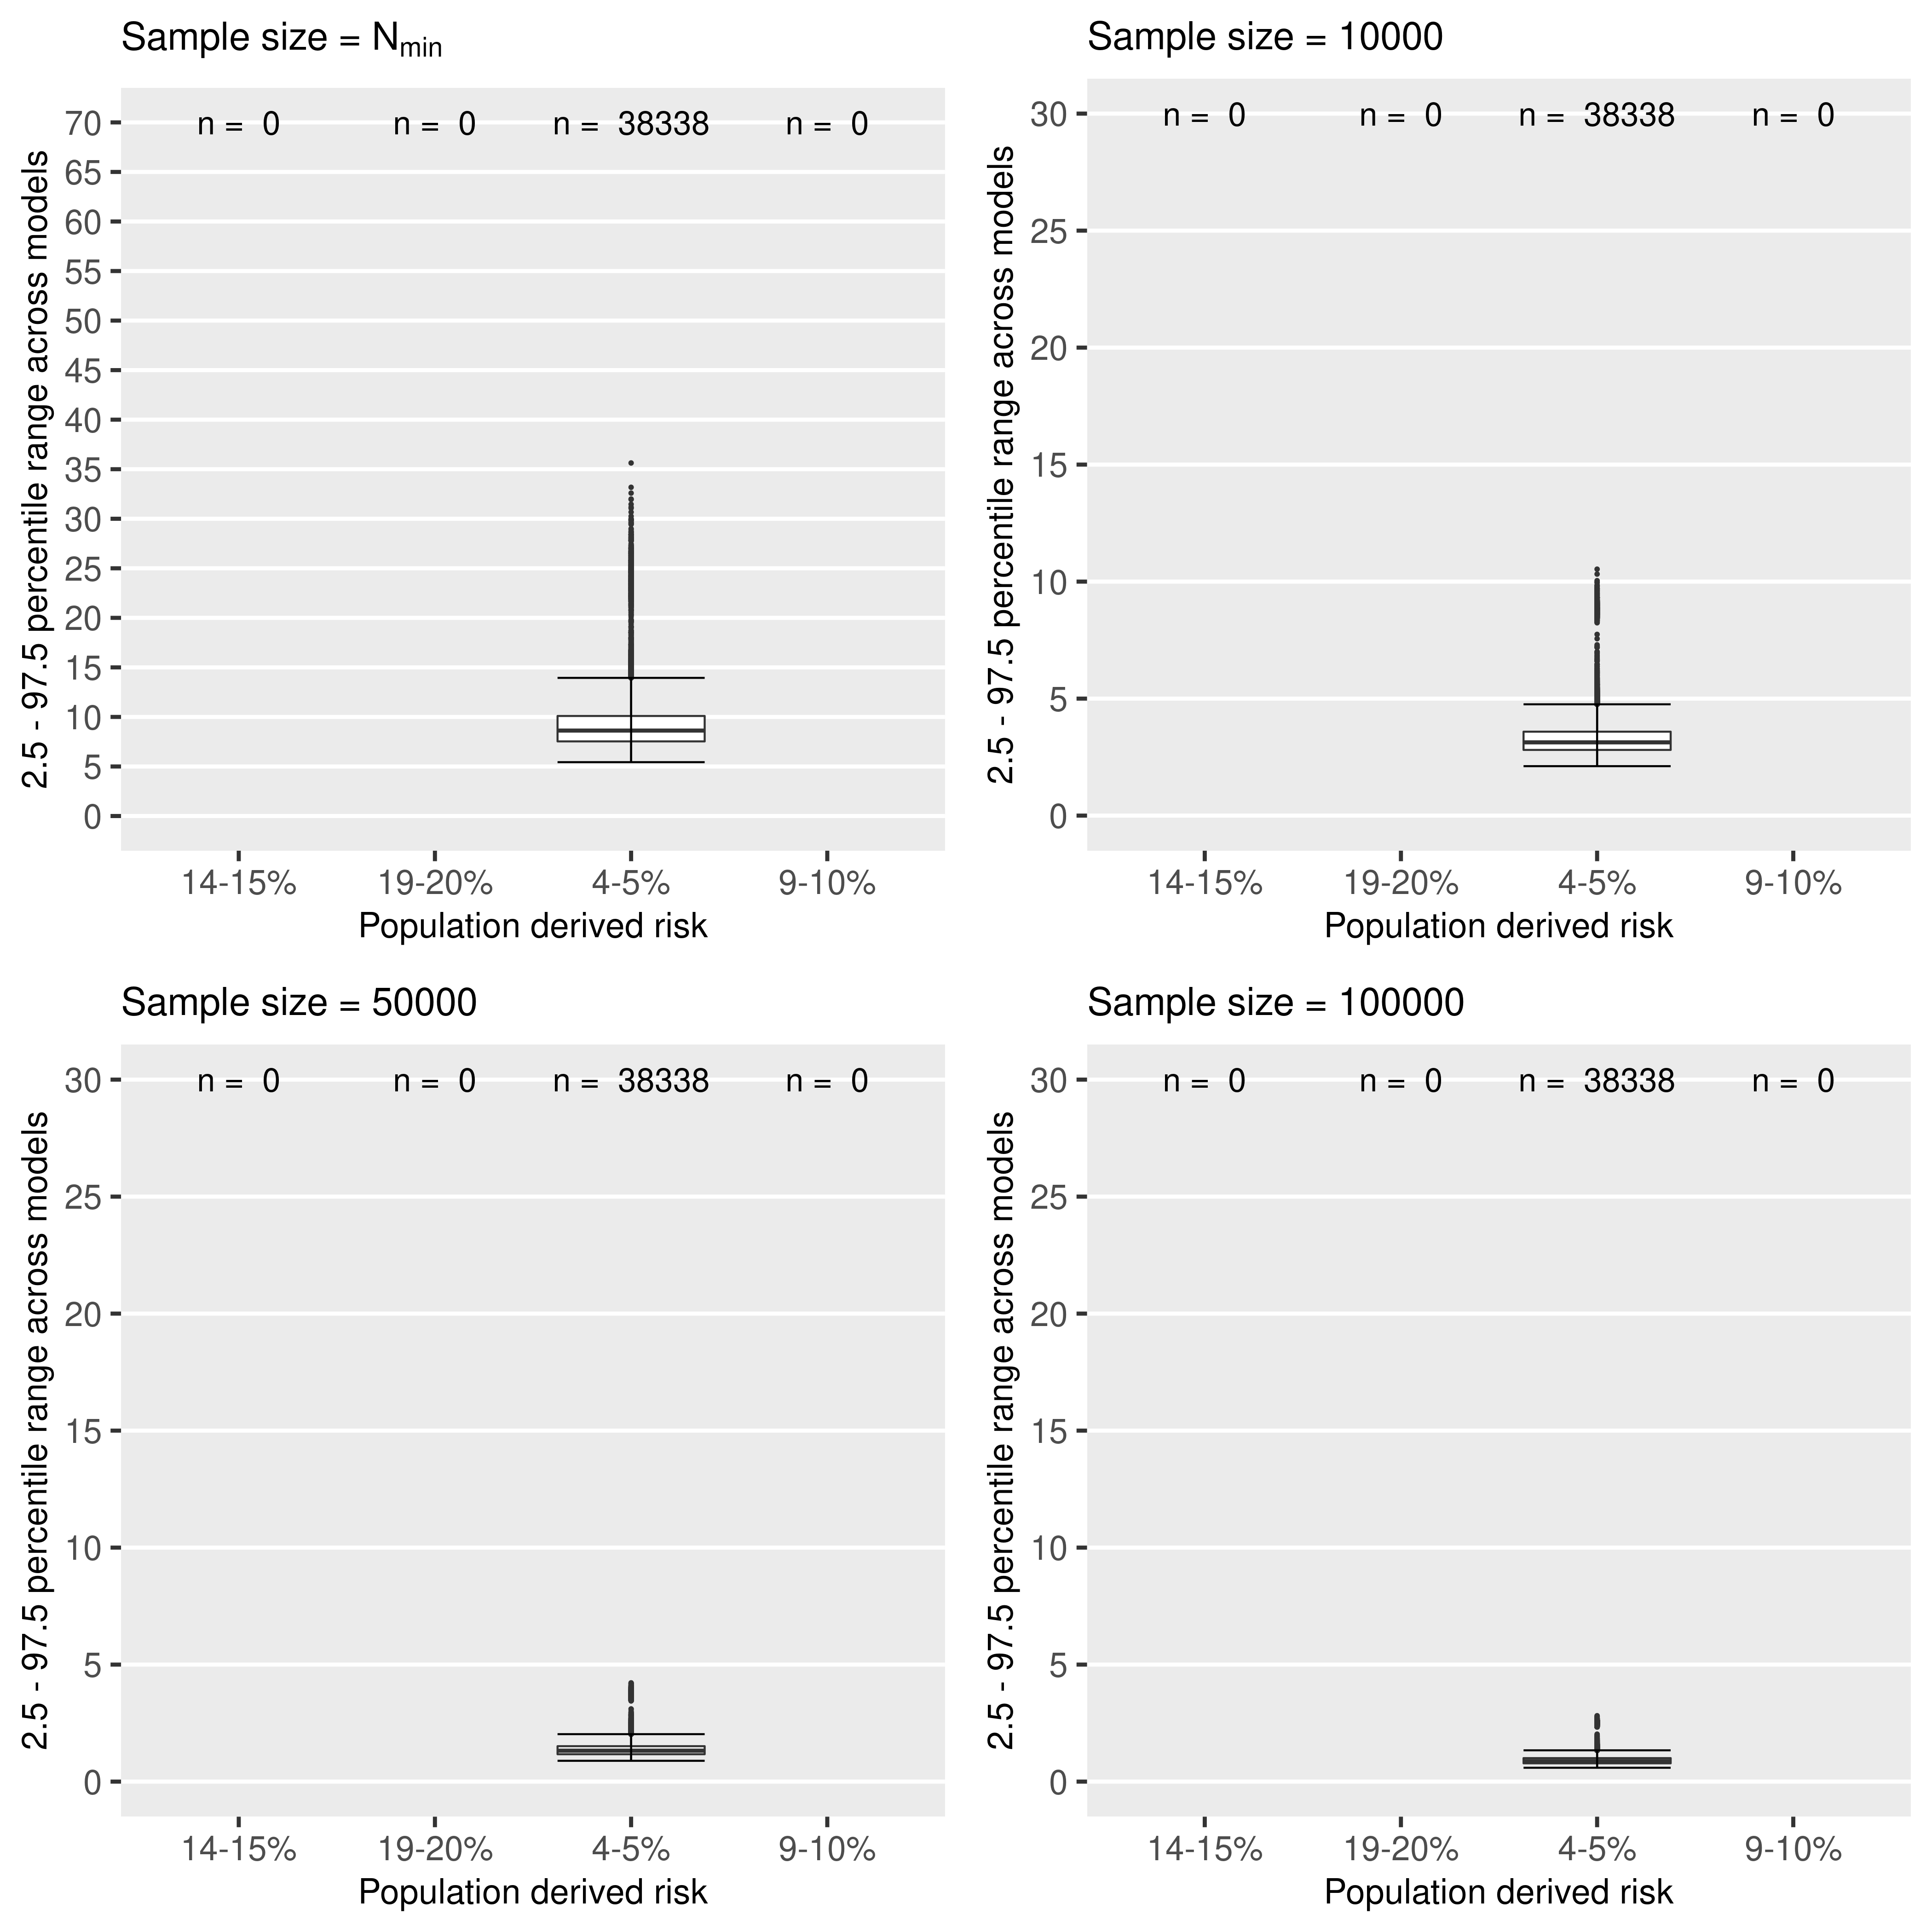 Sample size = Nmin
2.5 - 97.5 percentile range across models
70
65
60
55
50
45
40
35
30
25
20
15
10
5
0
n = 0 n = 0 n = 38338 n = 0
14-15% 19-20% 4-5% 9-10%
Population derived risk
Sample size = 10000
2.5 - 97.5 percentile range across models
30
25
20
15
10
5
0
n = 0 n = 0 n = 38338 n = 0
14-15% 19-20% 4-5% 9-10%
Population derived risk
Sample size = 50000
2.5 - 97.5 percentile range across models
30
25
20
15
10
5
0
n = 0 n = 0 n = 38338 n = 0
14-15% 19-20% 4-5% 9-10%
Population derived risk
Sample size = 100000
2.5 - 97.5 percentile range across models
30
25
20
15
10
5
0
n = 0 n = 0 n = 38338 n = 0
14-15% 19-20% 4-5% 9-10%
Population derived risk